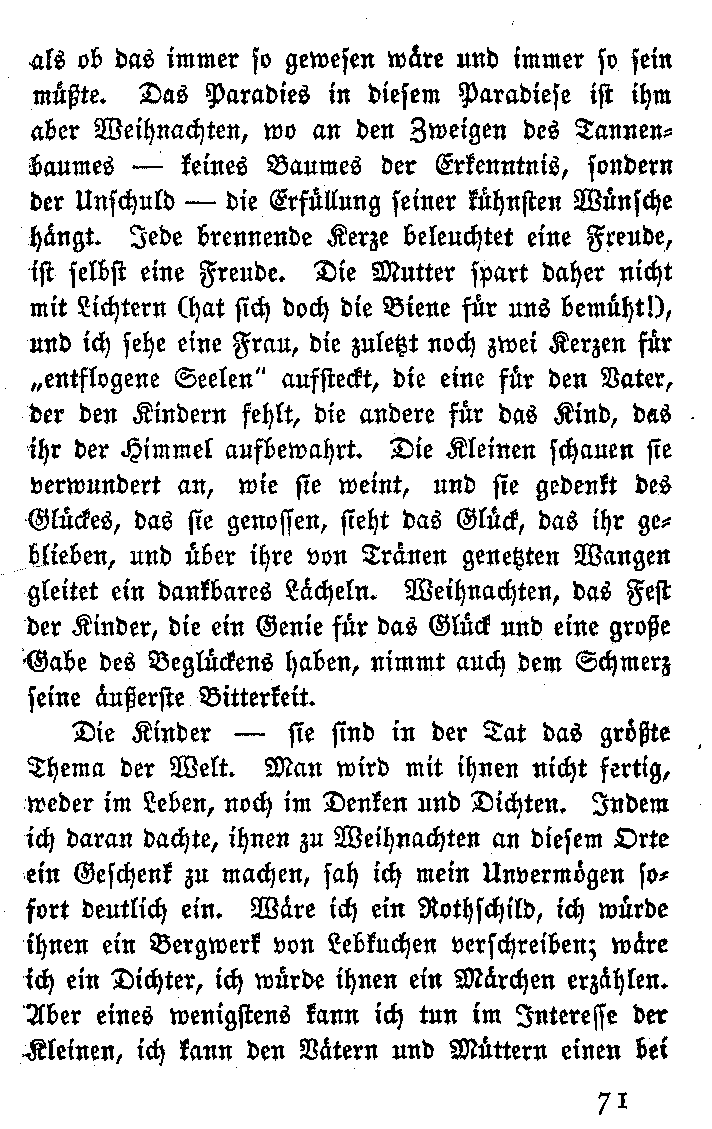 als ob das immer so gewesen wäre und immer so sein
müßte. Das Paradies in diesem Paradiese ist ihm
aber Weihnachten, wo an den Zweigen des Tannen-
baumes — keines Baumes der Erkenntnis, sondern
der Unschuld — die Erfüllung seiner kühnsten Wünsche
hängt. Jede brennende Kerze beleuchtet eine Freude,
ist selbst eine Freude. Die Mutter spart daher nicht
mit Lichtern (hat sich doch die Biene für uns bemüht!),
und ich sehe eine Frau, die zuletzt noch zwei Kerzen für
„entflogene Seelen“ aufsteckt, die eine für den Vater,
der den Kindern fehlt, die andere für das Kind, das
ihr der Himmel aufbewahrt. Die Kleinen schauen sie
verwundert an, wie sie weint, und sie gedenkt des
Glückes, das sie genossen, sieht das Glück, das ihr ge-
blieben, und über ihre von Tränen genetzten Wangen
gleitet ein dankbares Lächeln. Weihnachten, das Fest
der Kinder, die ein Genie für das Glück und eine große
Gabe des Beglückens haben, nimmt auch dem Schmerz
seine äußerste Bitterkeit.
Die Kinder — sie sind in der Tat das größte
Thema der Welt. Man wird mit ihnen nicht fertig,
weder im Leben, noch im Denken und Dichten. Indem
ich daran dachte, ihnen zu Weihnachten an diesem Orte
ein Geschenk zu machen, sah ich mein Unvermögen so-
fort deutlich ein. Wäre ich ein Rothschild, ich würde
ihnen ein Bergwerk von Lebkuchen verschreiben; wäre
ich ein Dichter, ich würde ihnen ein Märchen erzählen.
Aber eines wenigstens kann ich tun im Interesse der
Kleinen, ich kann den Vätern und Müttern einen bei
71